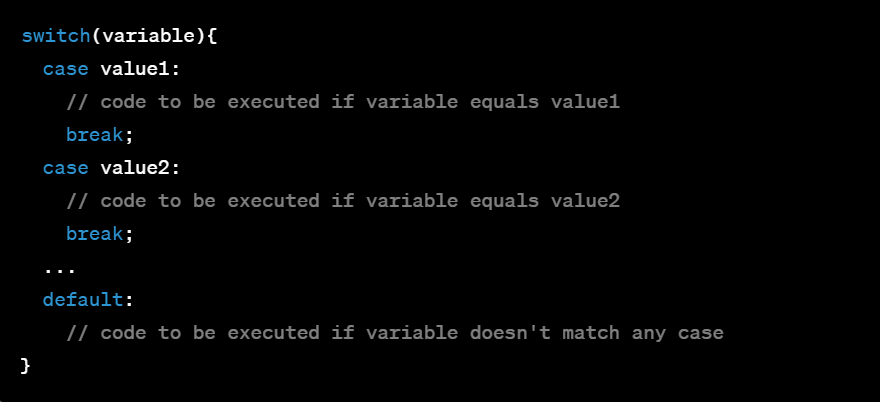 switch(variable){
  case value1:
    // code to be executed if variable equals value1
    break;
  case value2:
    // code to be executed if variable equals value2
    break;
  ...
  default:
    // code to be executed if variable doesn't match any case
}